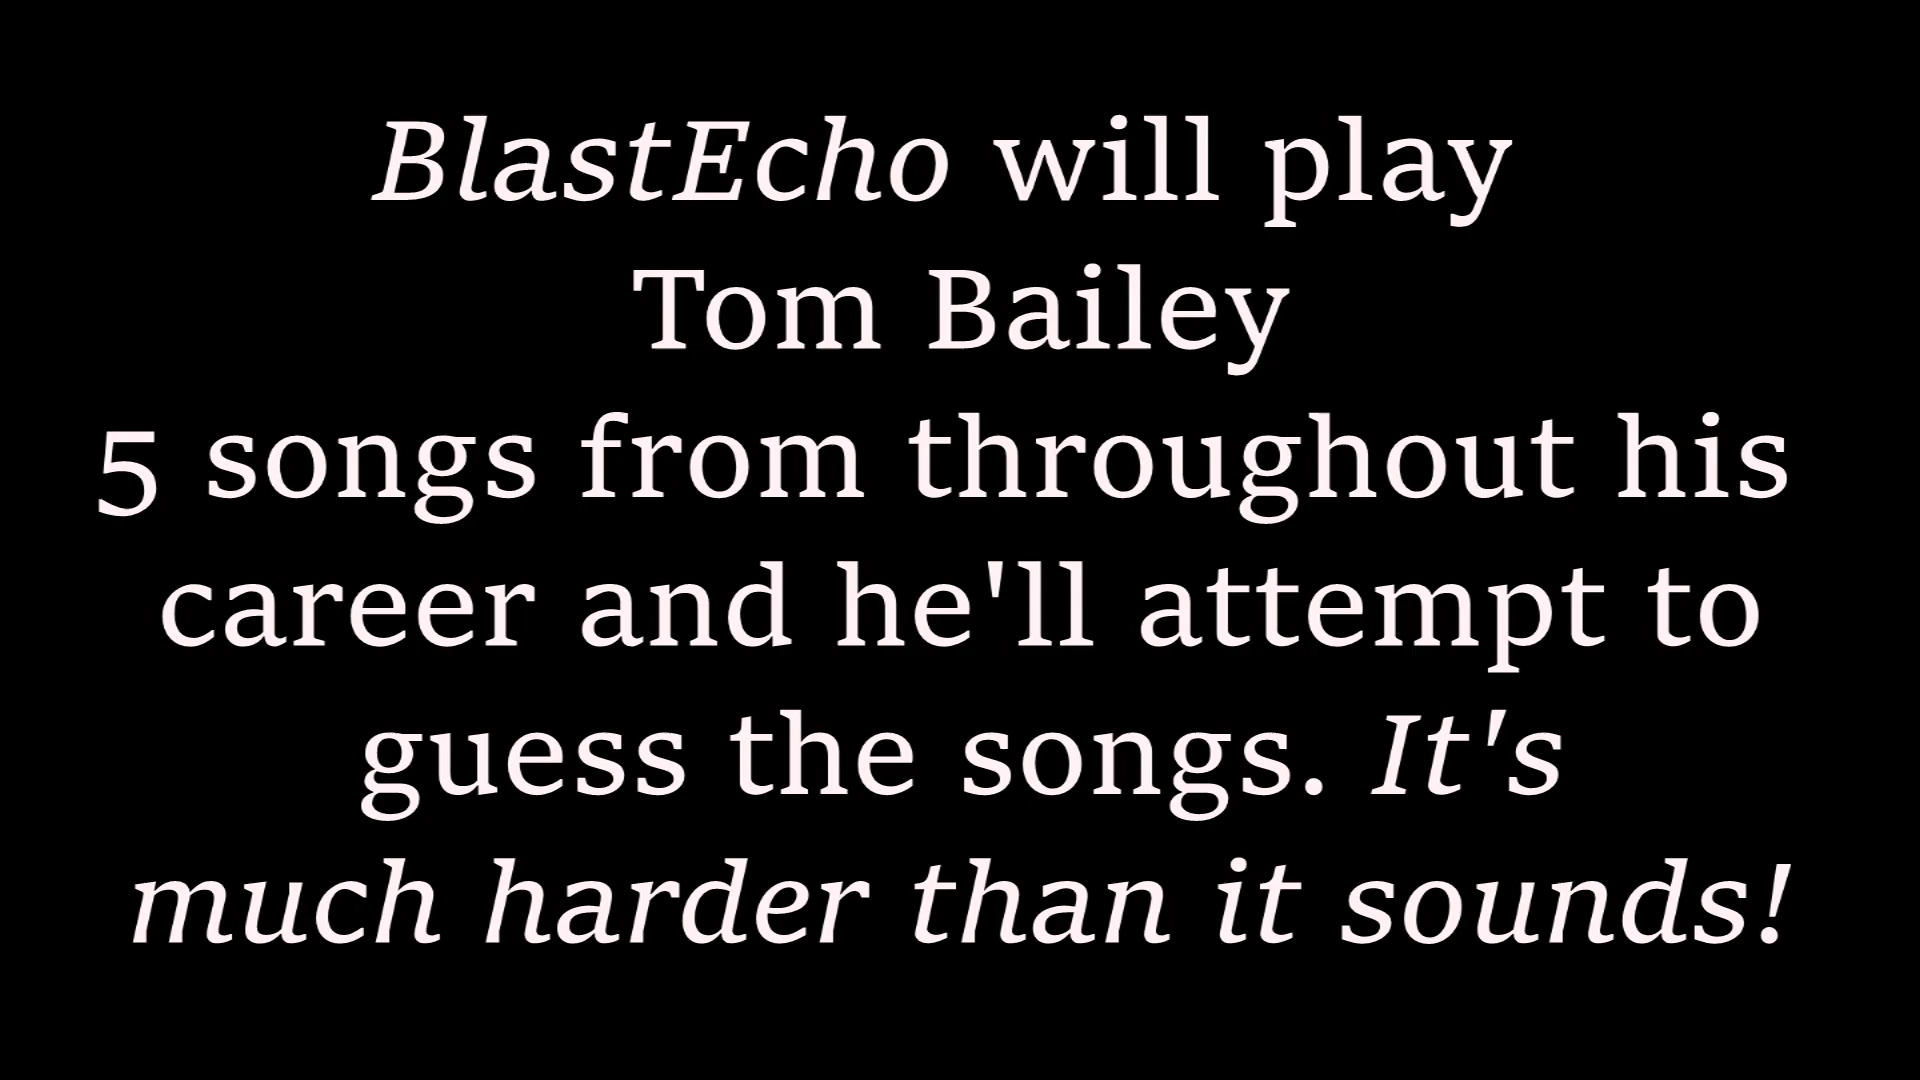 BlastEcho will play
Tom Bailey
5 songs from throughout his
career and he'll attempt to
guess the songs. It's
much harder than it sounds!